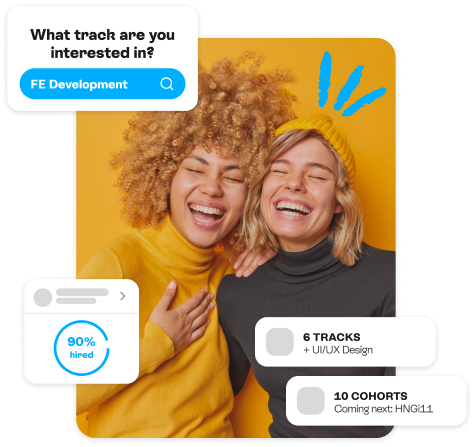 What track are you
interested in?
FE Development
90%
hired
6 TRACKS
+ UI/UX Design
10 COHORTS
Coming next: HNGi11